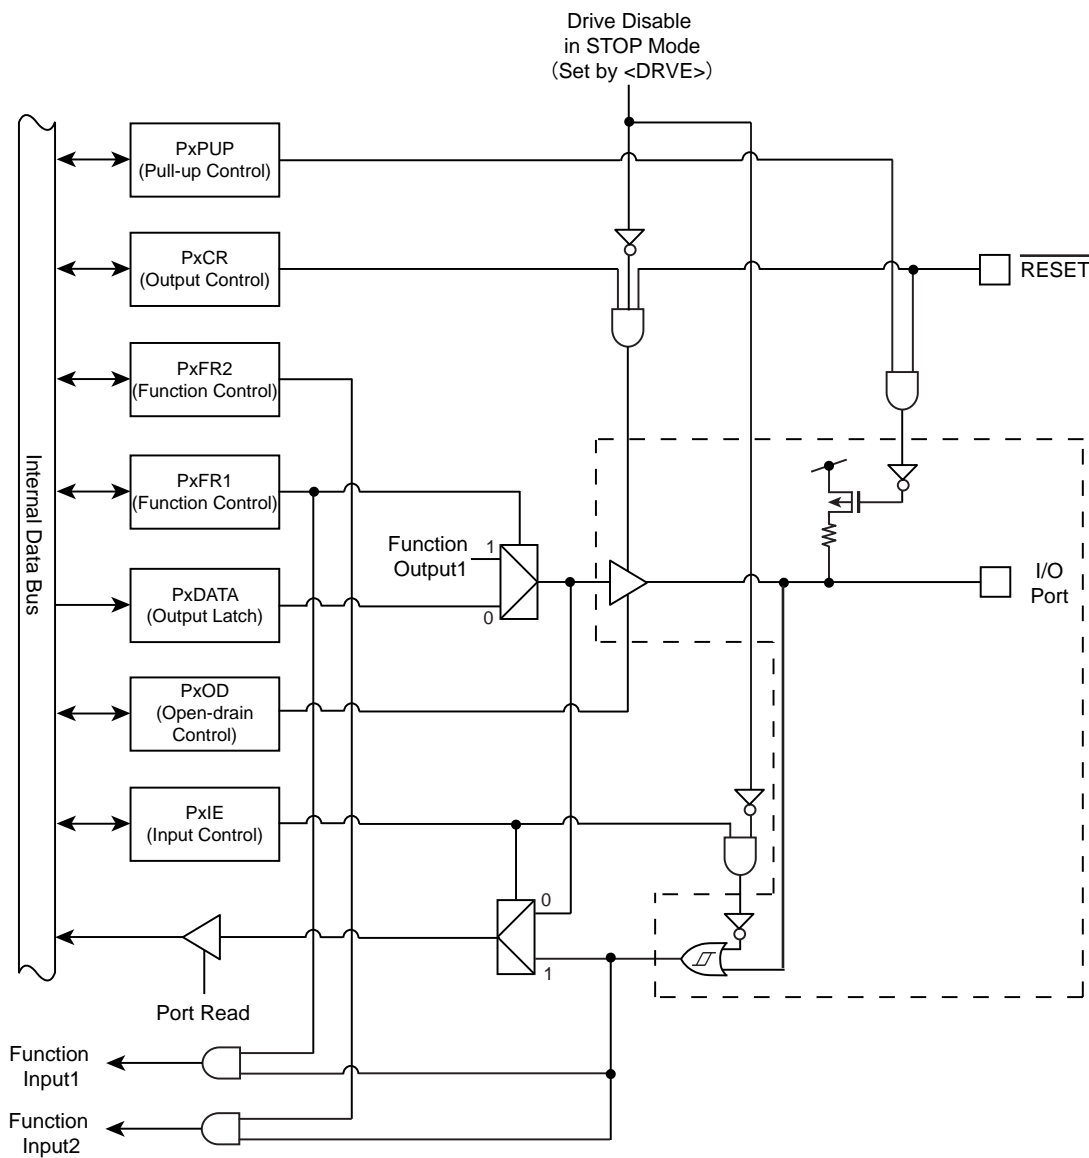 Drive Disable
in STOP Mode
(Set by <DRVE>)
PxPUP
(Pull-up Control)
PxCR
(Output Control)
RESET
PxFR2
(Function Control)
Internal Data Bus
PxFR1
(Function Control)
Function
Output1
1
0
PxDATA
(Output Latch)
I/O
Port
PxOD
(Open-drain
Control)
PxIE
(Input Control)
0
1
Port Read
Function
Input1
Function
Input2